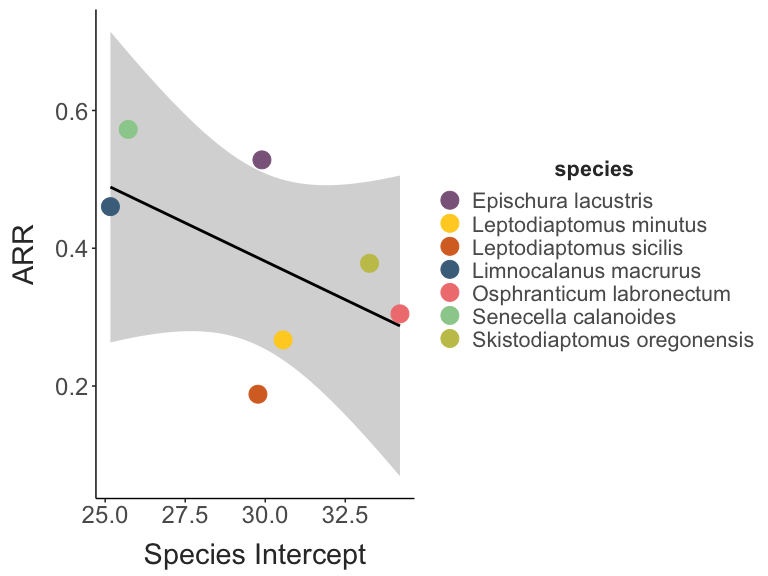 ARR
0.6
0.4
0.2
25.0 27.5 30.0 32.5
Species Intercept
species
Epischura lacustris
Leptodiaptomus minutus
Leptodiaptomus sicilis
Limnocalanus macrurus
Osphranticum labronectum
Senecella calanoides
Skistodiaptomus oregonensis